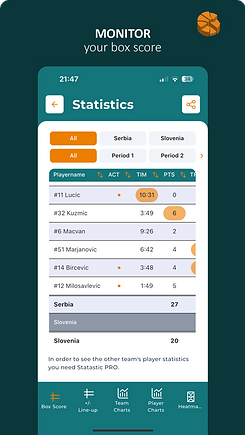 MONITOR
your box score
21:47
Statistics
All Serbia Slovenia
All Period 1 Period 2
Playername ACT TIM PTS
#11 Lucic 10:31 0
#32 Kuzmic 3:49 6
#6 Macvan 9:26 2
#51 Marjanovic 6:42 4
#14 Bircevic 3:48 4
#12 Milosavlevic 1:49 5
Serbia 27
Slovenia
Slovenia 20
In order to see the other team's player statistics
you need Statastic PRO.
Box Score +/- Line-up Team Charts Player Charts Heatma...